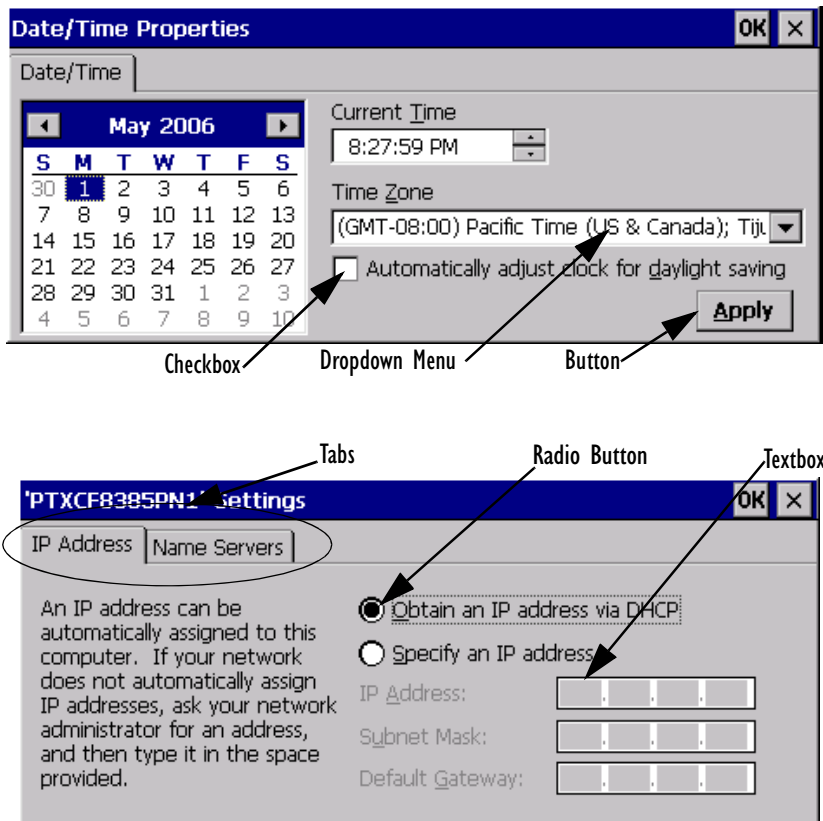 Date/Time Properties OK ×
Date/Time
May 2006
S M T W T F S
30 1 2 3 4 5 6
7 8 9 10 11 12 13
14 15 16 17 18 19 20
21 22 23 24 25 26 27
28 29 30 31 1 2 3
4 5 6 7 8 9 10
Current Time
8:27:59 PM
Time Zone
(GMT-08:00) Pacific Time (US & Canada); Tiju
Automatically adjust clock for daylight saving
Apply
Checkbox Dropdown Menu Button
Tabs Radio Button Textbox
'PTXCF8385PN1' Settings OK ×
IP Address Name Servers
An IP address can be
automatically assigned to this
computer. If your network
does not automatically assign
IP addresses, ask your network
administrator for an address,
and then type it in the space
provided.
Obtain an IP address via DHCP
Specify an IP address
IP Address:
Subnet Mask:
Default Gateway: